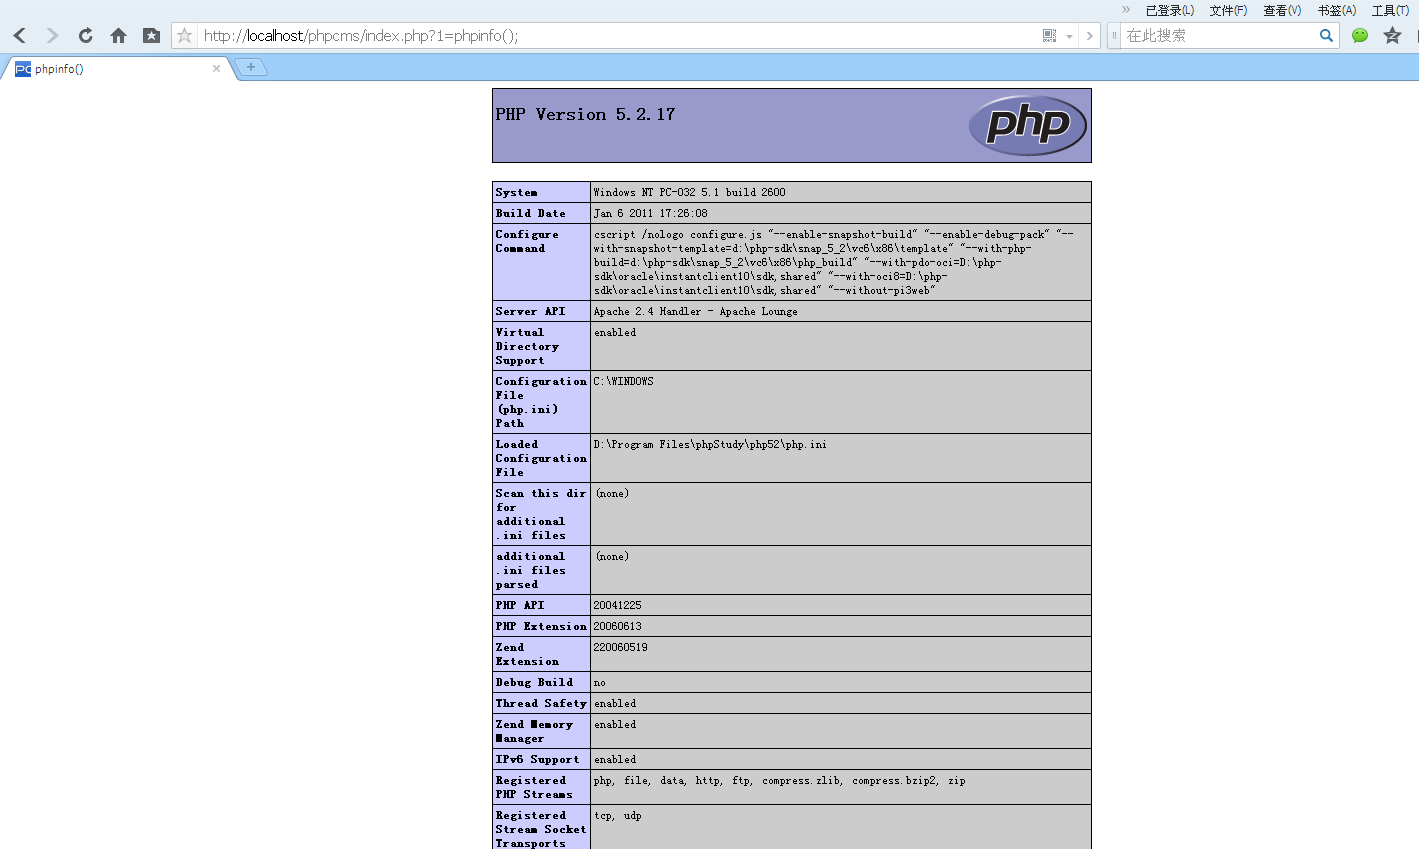 » 已登录(L) 文件(F) 查看(V) 书签(A) 工具(T)
http://localhost/phpcms/index.php?1=phpinfo(); 在此搜索
phpinfo()
PHP Version 5.2.17
php
System Windows NT PC-032 5.1 build 2600
Build Date Jan 6 2011 17:26:08
Configure cscript /nologo configure.js "--enable-snapshot-build" "--enable-debug-pack" "--
Command with-snapshot-template=d:\php-sdk\snap_5_2\vc6\x86\template" "--with-php-
build=d:\php-sdk\snap_5_2\vc6\x86\php_build" "--with-pdo-oci=D:\php-
sdk\oracle\instantclient10\sdk,shared" "--with-oci8=D:\php-
sdk\oracle\instantclient10\sdk,shared" "--without-pi3web"
Server API Apache 2.4 Handler - Apache Lounge
Virtual enabled
Directory
Support
Configuration C:\WINDOWS
File
(php.ini)
Path
Loaded D:\Program Files\phpStudy\php52\php.ini
Configuration
File
Scan this dir (none)
for
additional
.ini files
additional (none)
.ini files
parsed
PHP API 20041225
PHP Extension 20060613
Zend 220060519
Extension
Debug Build no
Thread Safety enabled
Zend Memory enabled
Manager
IPv6 Support enabled
Registered php, file, data, http, ftp, compress.zlib, compress.bzip2, zip
PHP Streams
Registered tcp, udp
Stream Socket
Transports